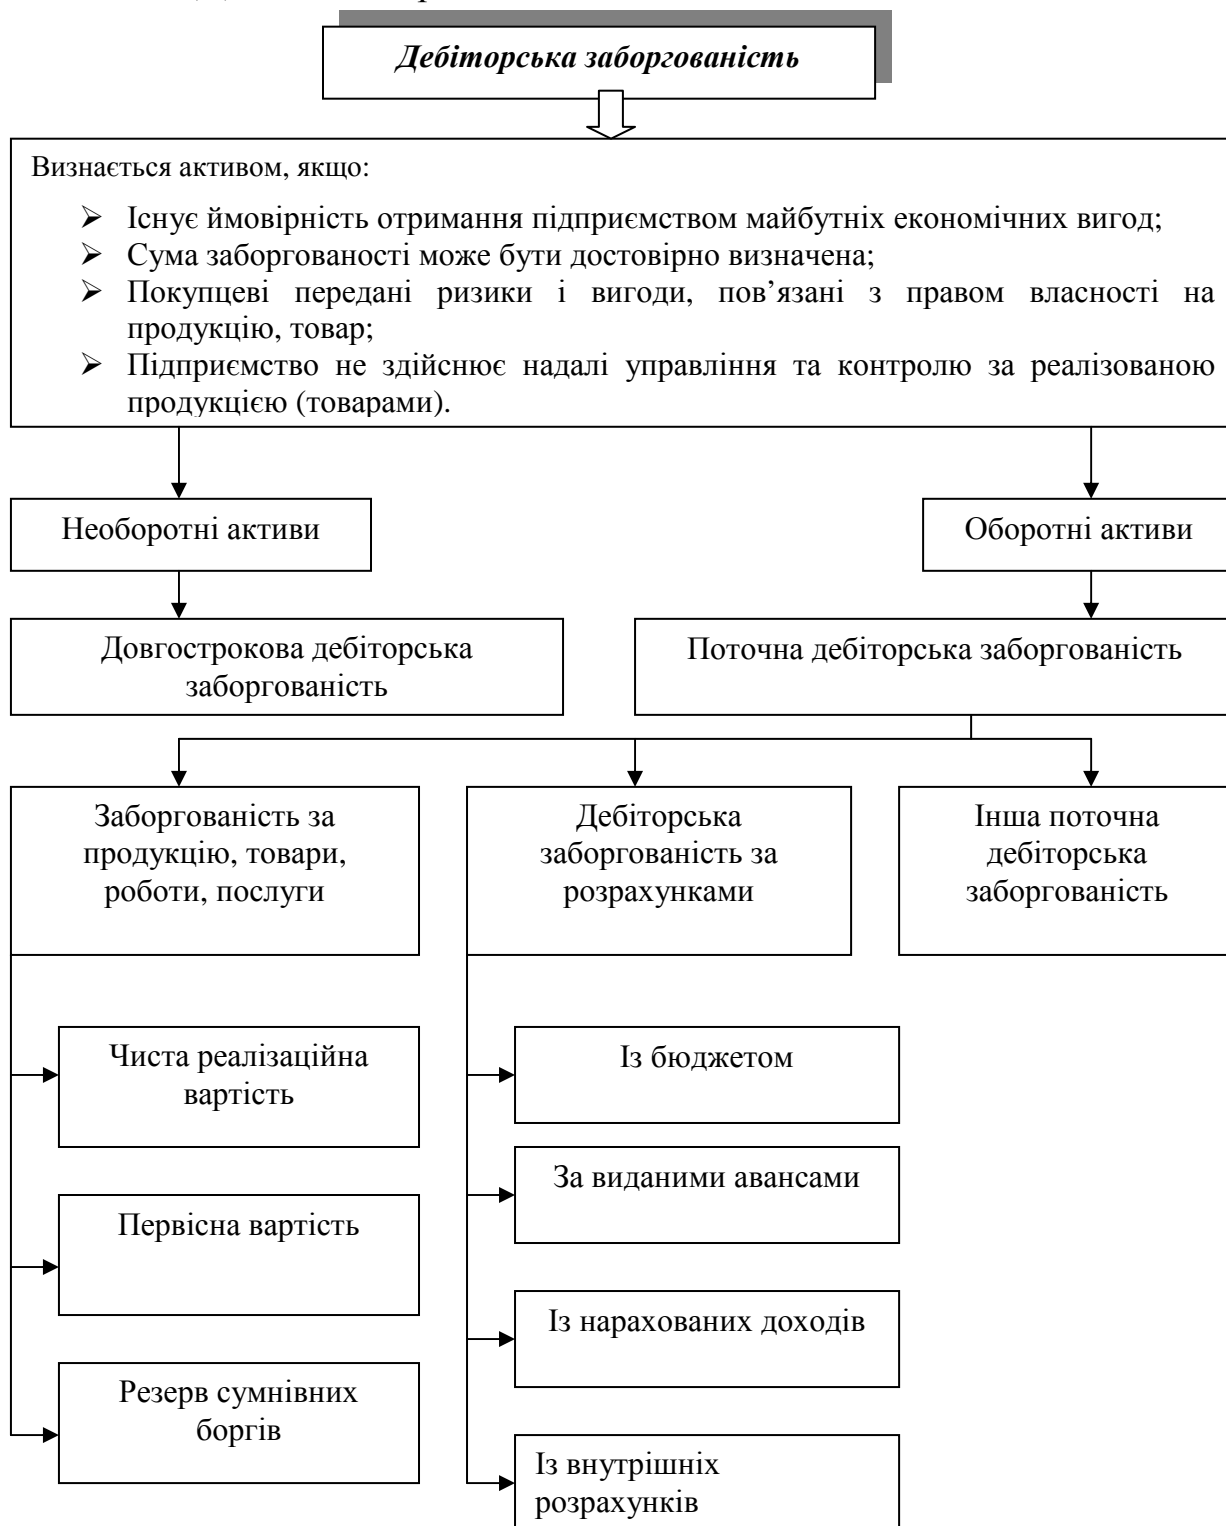 Дебіторська заборгованість
Визнається активом, якщо:
➢ Існує ймовірність отримання підприємством майбутніх економічних вигод;
➢ Сума заборгованості може бути достовірно визначена;
➢ Покупцеві передані ризики і вигоди, пов’язані з правом власності на
продукцію, товар;
➢ Підприємство не здійснює надалі управління та контролю за реалізованою
продукцією (товарами).
Необоротні активи
Оборотні активи
Довгострокова дебіторська
заборгованість
Поточна дебіторська заборгованість
Заборгованість за
продукцію, товари,
роботи, послуги
Дебіторська
заборгованість за
розрахунками
Інша поточна
дебіторська
заборгованість
Чиста реалізаційна
вартість
Первісна вартість
Резерв сумнівних
боргів
Із бюджетом
За виданими авансами
Із нарахованих доходів
Із внутрішніх
розрахунків